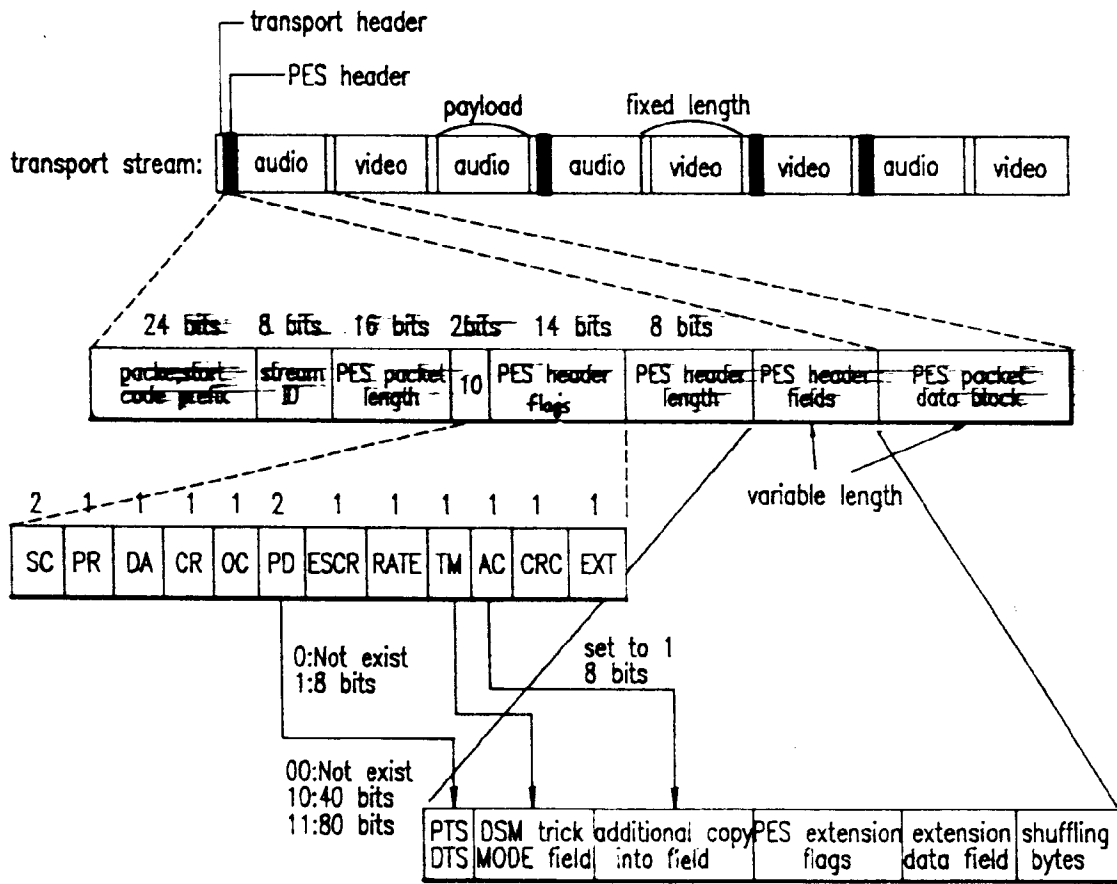 transport header
PES header
payload
fixed length
transport stream:
audio
video
audio
audio
video
video
audio
video
24 bits
8 bits
16 bits
2bits
14 bits
8 bits
packet start
code prefix
stream
ID
PES packet
length
10
PES header
flags
PES header
length
PES header
fields
PES packet
data block
variable length
2 1 1 1 1 2 1 1 1 1 1 1
SC PR DA CR OC PD ESCR RATE TM AC CRC EXT
0:Not exist
1:8 bits
set to 1
8 bits
00:Not exist
10:40 bits
11:80 bits
PTS
DTS
DSM trick
MODE field
additional copy
into field
PES extension
flags
extension
data field
shuffling
bytes